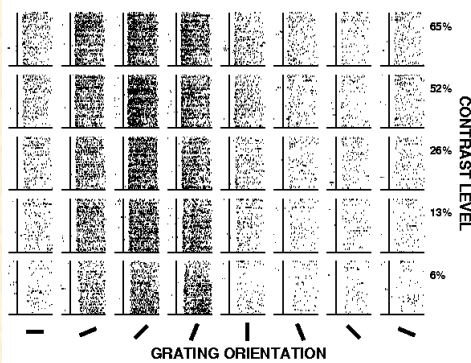 65%
52%
26%
13%
6%
CONTRAST LEVEL
GRATING ORIENTATION